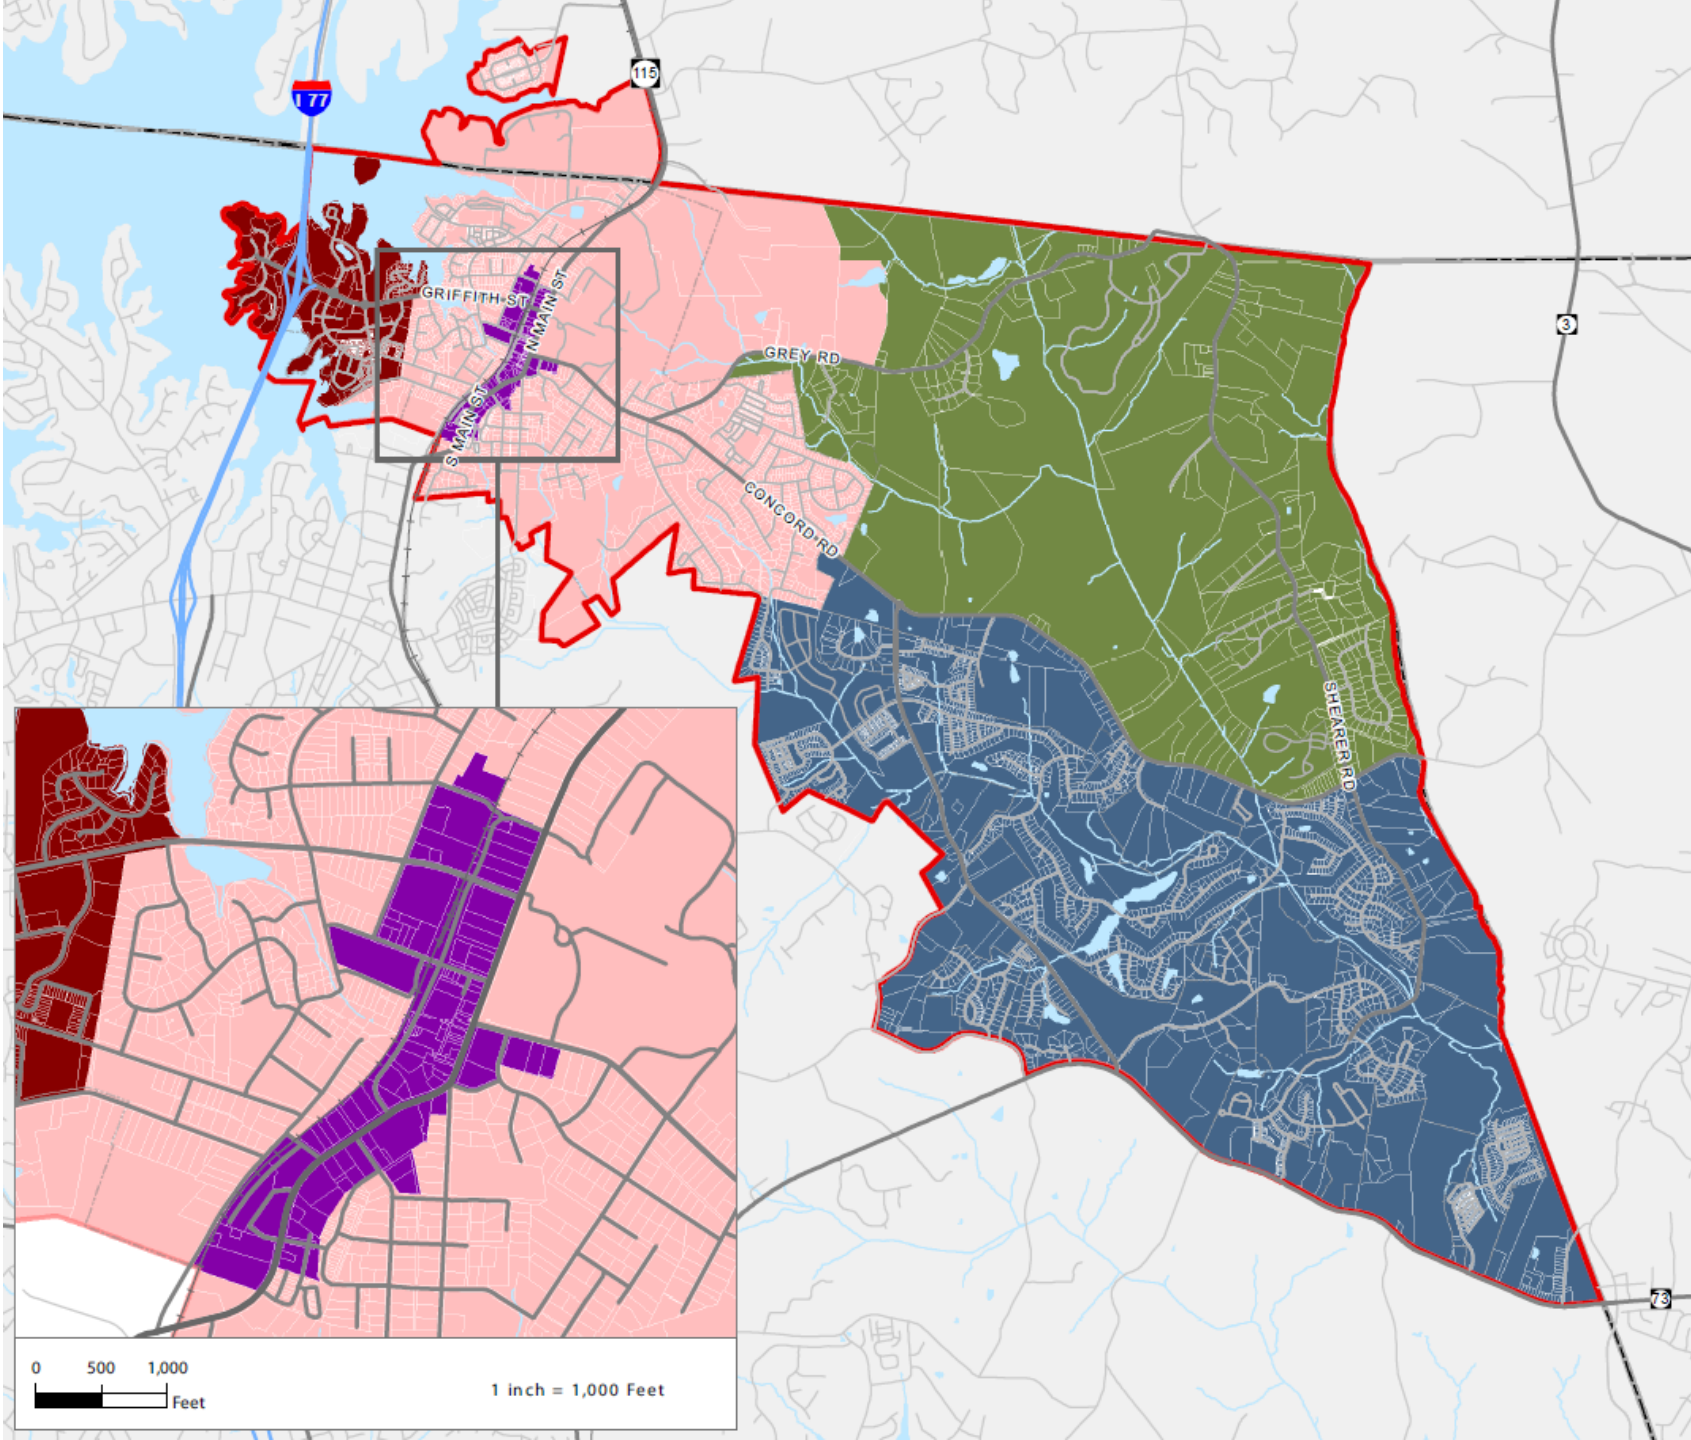 115
I 77
GRIFFITH ST
N MAIN ST
3
GREY RD
S MAIN ST
CONCORD RD
SHEARER RD
73
0 500 1,000
Feet
1 inch = 1,000 Feet